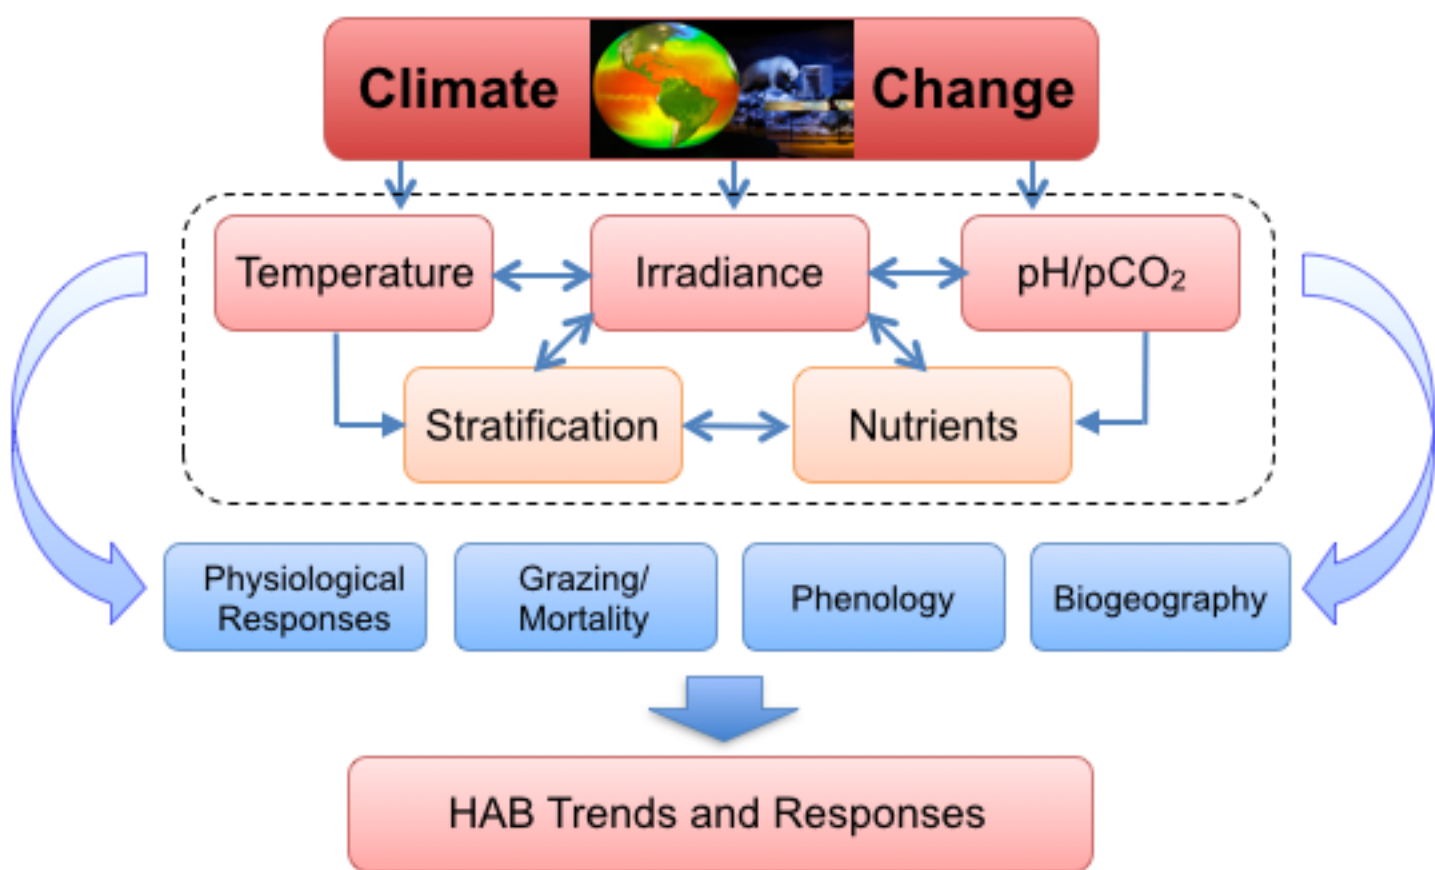 Climate Change
Temperature
Irradiance
pH/pCO₂
Stratification
Nutrients
Physiological
Responses
Grazing/
Mortality
Phenology
Biogeography
HAB Trends and Responses